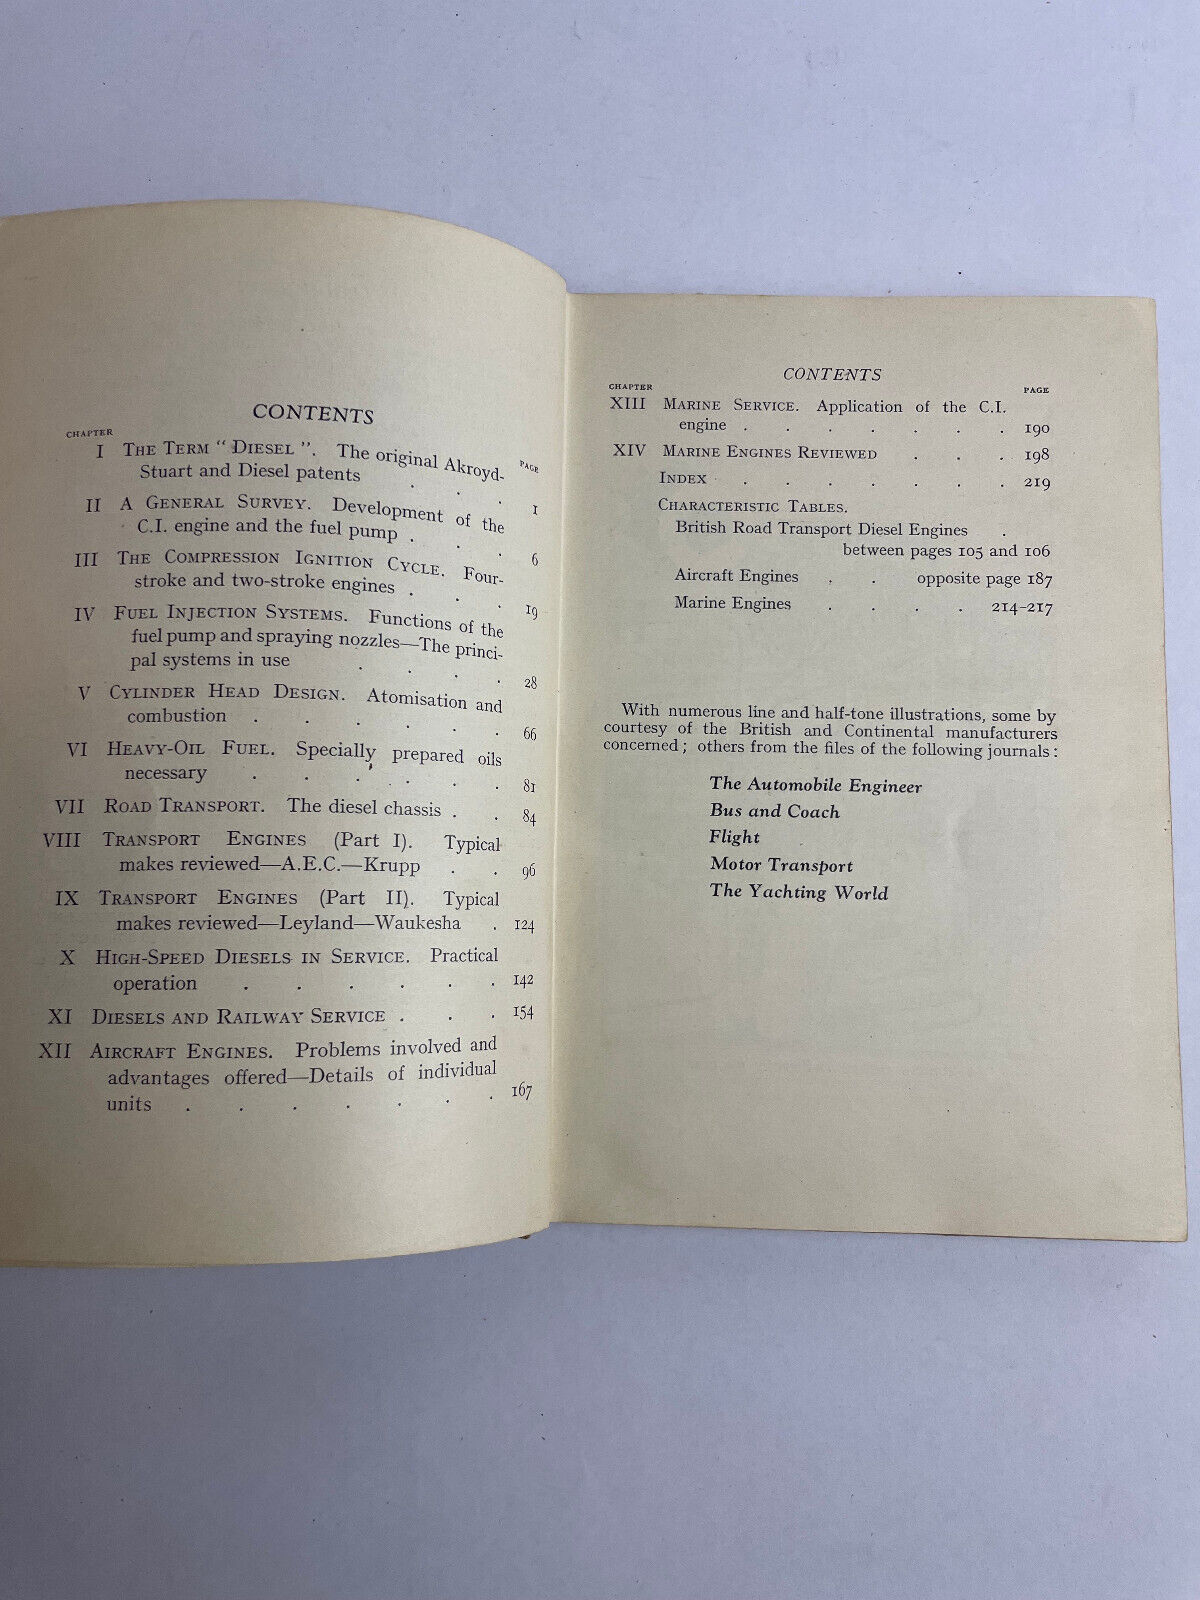 CONTENTS
CHAPTER
PAGE
I THE TERM "DIESEL". The original Akroyd-
Stuart and Diesel patents . . . 1
II A GENERAL SURVEY. Development of the
C.I. engine and the fuel pump . . . 6
III THE COMPRESSION IGNITION CYCLE. Four-
stroke and two-stroke engines . . . 19
IV FUEL INJECTION SYSTEMS. Functions of the
fuel pump and spraying nozzles—The princi-
pal systems in use . . . . 28
V CYLINDER HEAD DESIGN. Atomisation and
combustion . . . . . . 66
VI HEAVY-OIL FUEL. Specially prepared oils
necessary . . . . . . 81
VII ROAD TRANSPORT. The diesel chassis . . 84
VIII TRANSPORT ENGINES (Part I). Typical
makes reviewed—A.E.C.—Krupp . . 96
IX TRANSPORT ENGINES (Part II). Typical
makes reviewed—Leyland—Waukesha . 124
X HIGH-SPEED DIESELS IN SERVICE. Practical
operation . . . . . . 142
XI DIESELS AND RAILWAY SERVICE . . . 154
XII AIRCRAFT ENGINES. Problems involved and
advantages offered—Details of individual
units . . . . . . . 167
CONTENTS
CHAPTER PAGE
XIII MARINE SERVICE. Application of the C.I.
engine . . . . . . 190
XIV MARINE ENGINES REVIEWED . . . 198
INDEX . . . . . . 219
CHARACTERISTIC TABLES.
British Road Transport Diesel Engines .
between pages 105 and 106
Aircraft Engines . . opposite page 187
Marine Engines . . . . 214-217
With numerous line and half-tone illustrations, some by
courtesy of the British and Continental manufacturers
concerned; others from the files of the following journals:
The Automobile Engineer
Bus and Coach
Flight
Motor Transport
The Yachting World